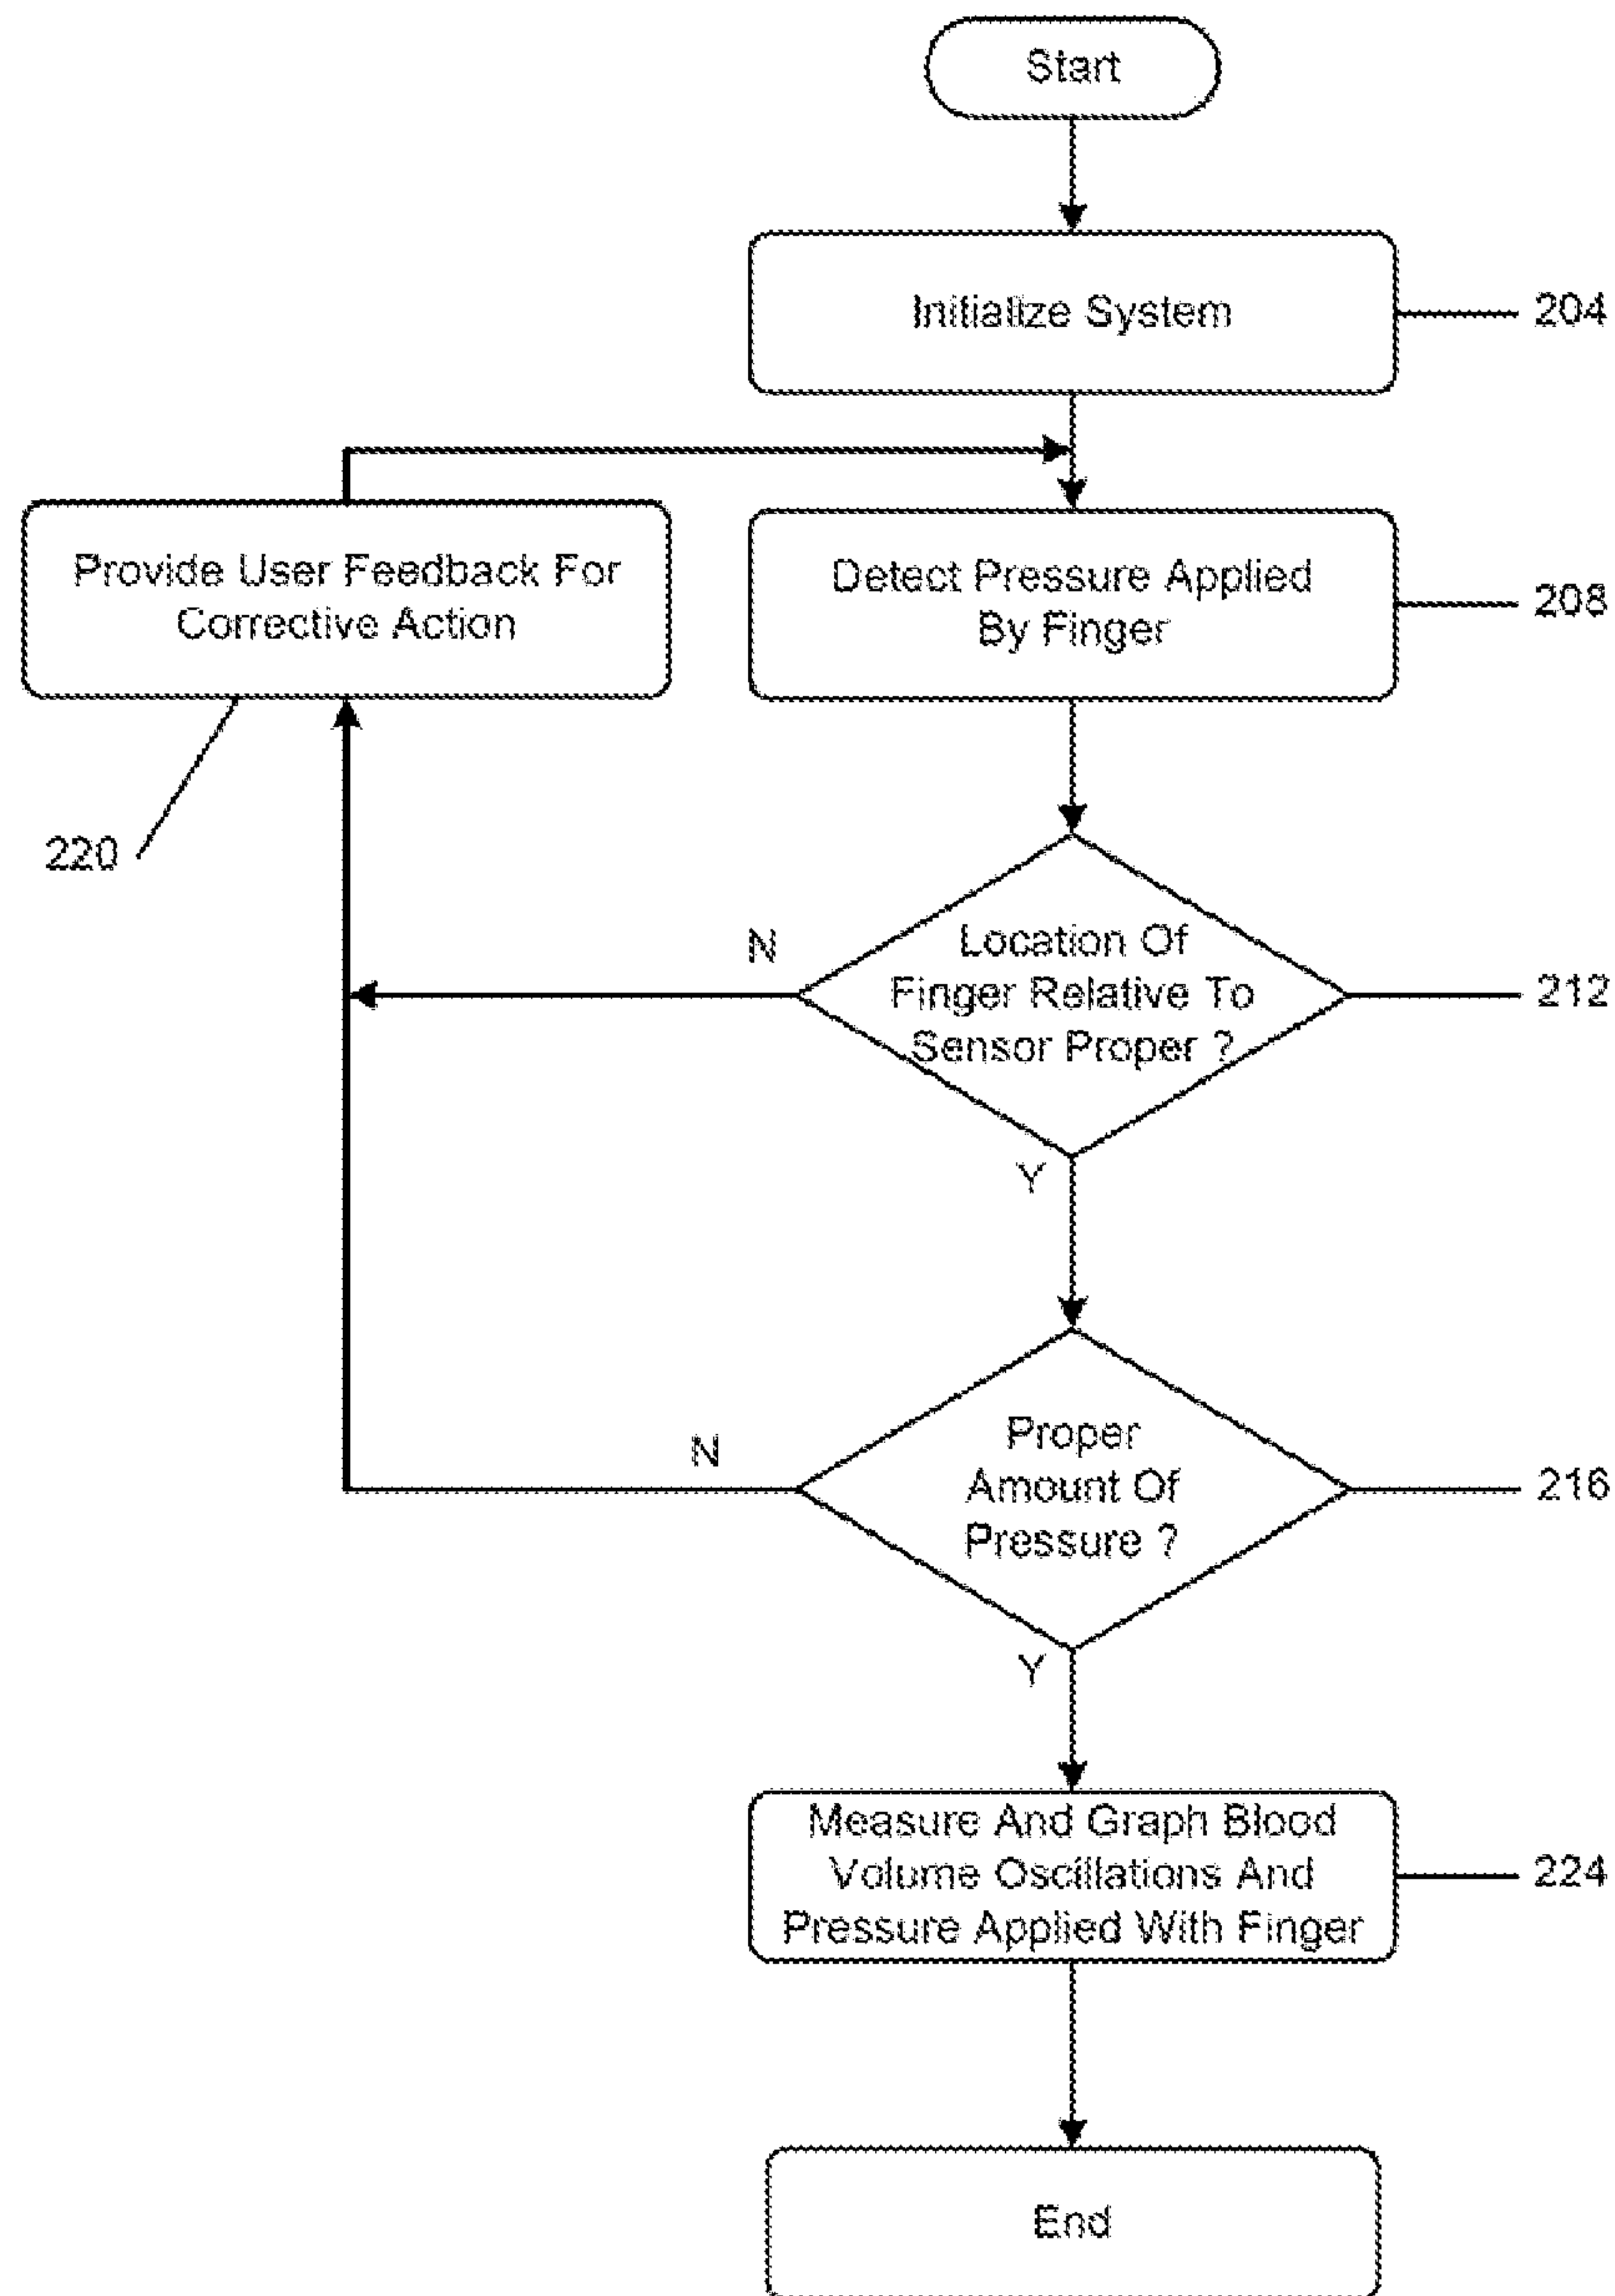 Start
Initialize System
204
Provide User Feedback For
Corrective Action
220
Detect Pressure Applied
By Finger
208
Location Of
Finger Relative To
Sensor Proper ?
212
N
Y
Proper
Amount Of
Pressure ?
216
N
Y
Measure And Graph Blood
Volume Oscillations And
Pressure Applied With Finger
224
End